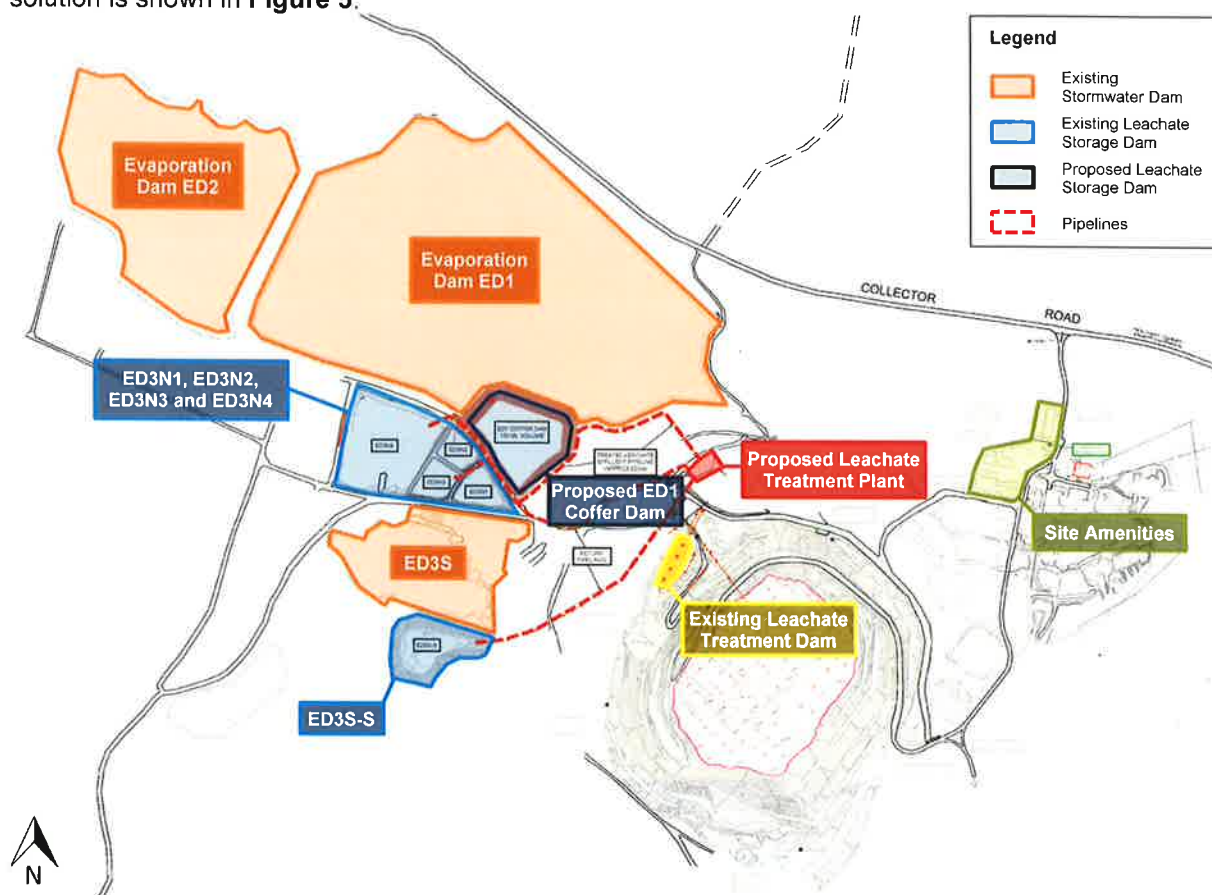 solution is shown in Figure 5.
Legend
Existing
Stormwater Dam
Existing Leachate
Storage Dam
Proposed Leachate
Storage Dam
Pipelines
Evaporation
Dam ED2
Evaporation
Dam ED1
COLLECTOR
ROAD
ED3N1, ED3N2,
ED3N3 and ED3N4
Proposed Leachate
Treatment Plant
Proposed ED1
Coffer Dam
Site Amenities
ED3S
Existing Leachate
Treatment Dam
ED3S-S
N